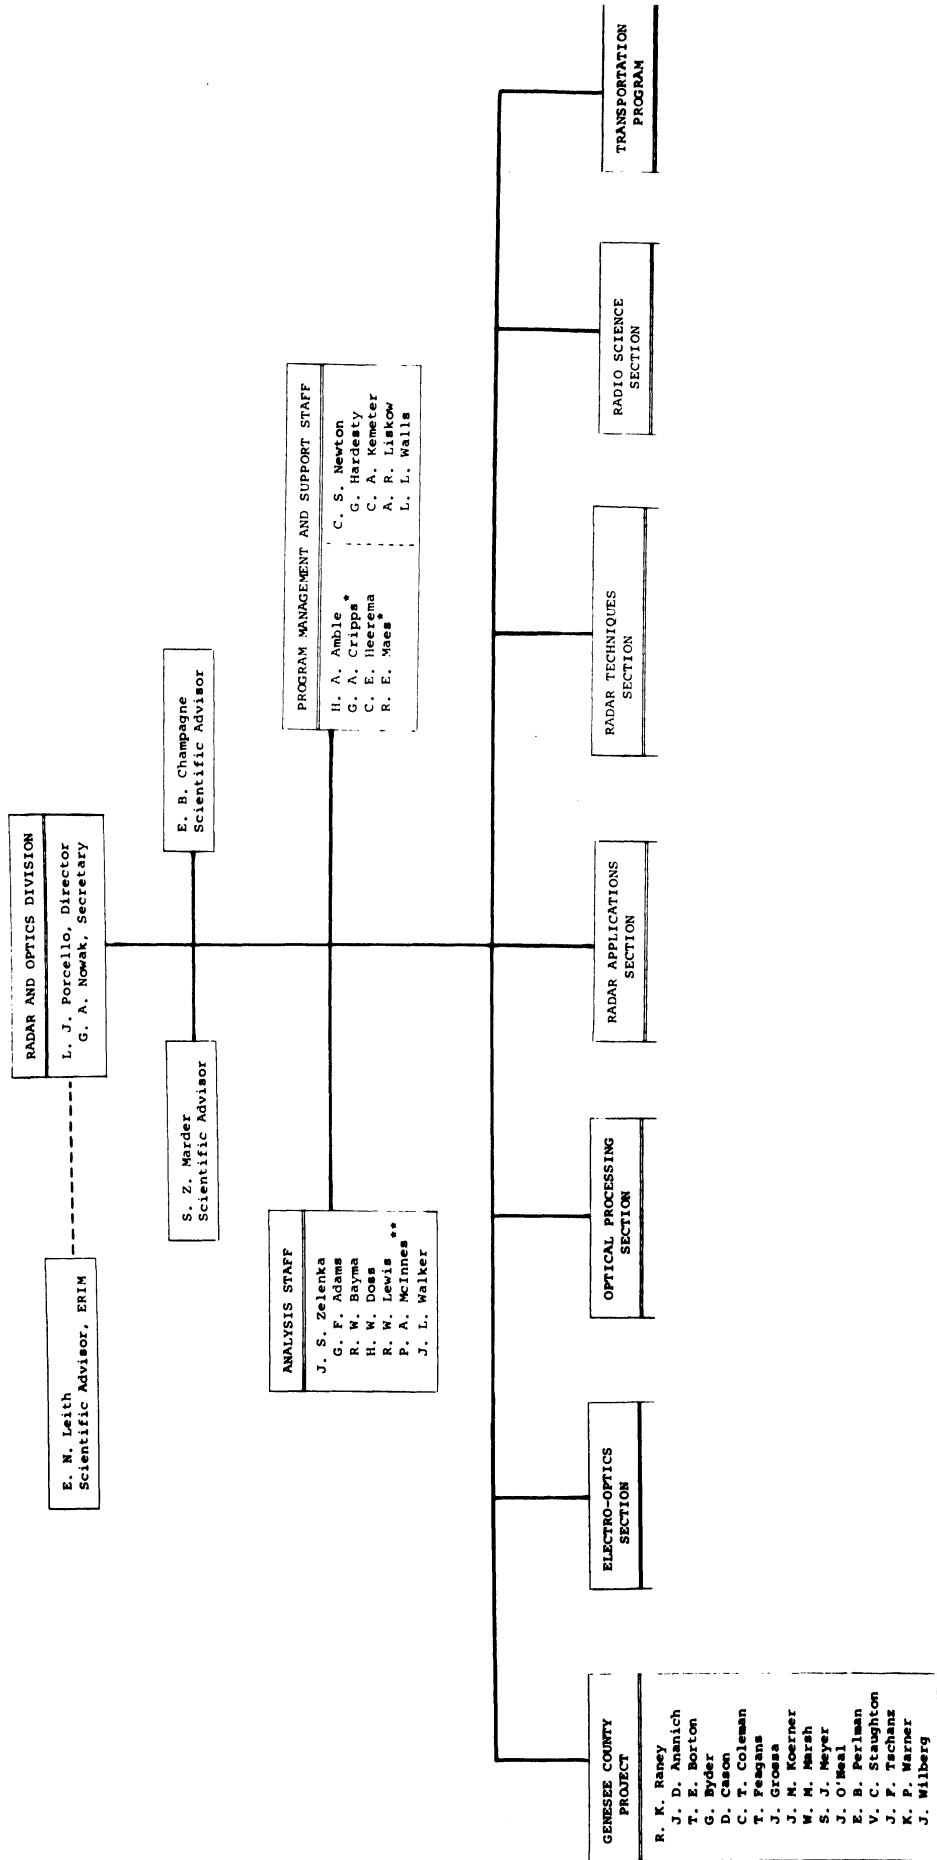 RADAR AND OPTICS DIVISION
L. J. Porcello, Director
G. A. Nowak, Secretary
E. N. Leith
Scientific Advisor, ERIM
S. Z. Marder
Scientific Advisor
E. B. Champagne
Scientific Advisor
ANALYSIS STAFF
J. S. Zelenka
G. F. Adams
R. W. Bayma
H. W. Doss
R. W. Lewis
P. A. McInnes**
J. L. Walker
PROGRAM MANAGEMENT AND SUPPORT STAFF
H. A. Amble
G. A. Cripps*
C. E. Heerema
R. E. Maes*
C. S. Newton
G. Hardesty
C. A. Kemeter
A. R. Liskow
L. L. Walls
GENESEE COUNTY
PROJECT
R. K. Raney
J. D. Ananich
T. E. Borton
G. Byder
D. Cason
C. T. Coleman
T. Feagans
J. Grossa
J. M. Koerner
W. M. Marsh
S. J. Meyer
J. O'Neal
E. B. Perlman
V. C. Staughton
J. F. Tschanz
K. P. Warner
J. Wilberg
ELECTRO-OPTICS
SECTION
OPTICAL PROCESSING
SECTION
RADAR APPLICATIONS
SECTION
RADAR TECHNIQUES
SECTION
RADIO SCIENCE
SECTION
TRANSPORTATION
PROGRAM